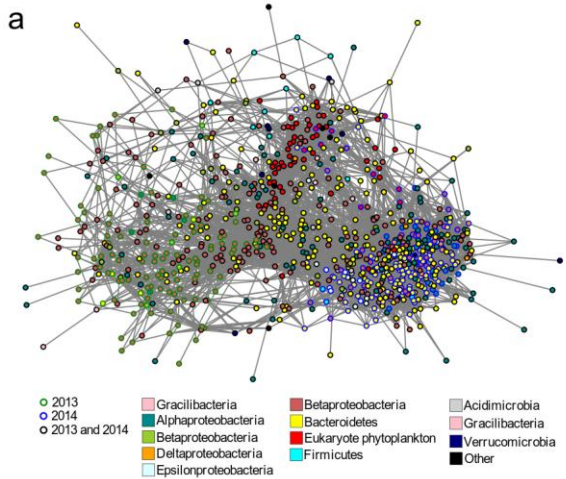 a
2013
2014
2013 and 2014
Gracilibacteria
Alphaproteobacteria
Betaproteobacteria
Deltaproteobacteria
Epsilonproteobacteria
Betaproteobacteria
Bacteroidetes
Eukaryote phytoplankton
Firmicutes
Acidimicrobia
Gracilibacteria
Verrucomicrobia
Other